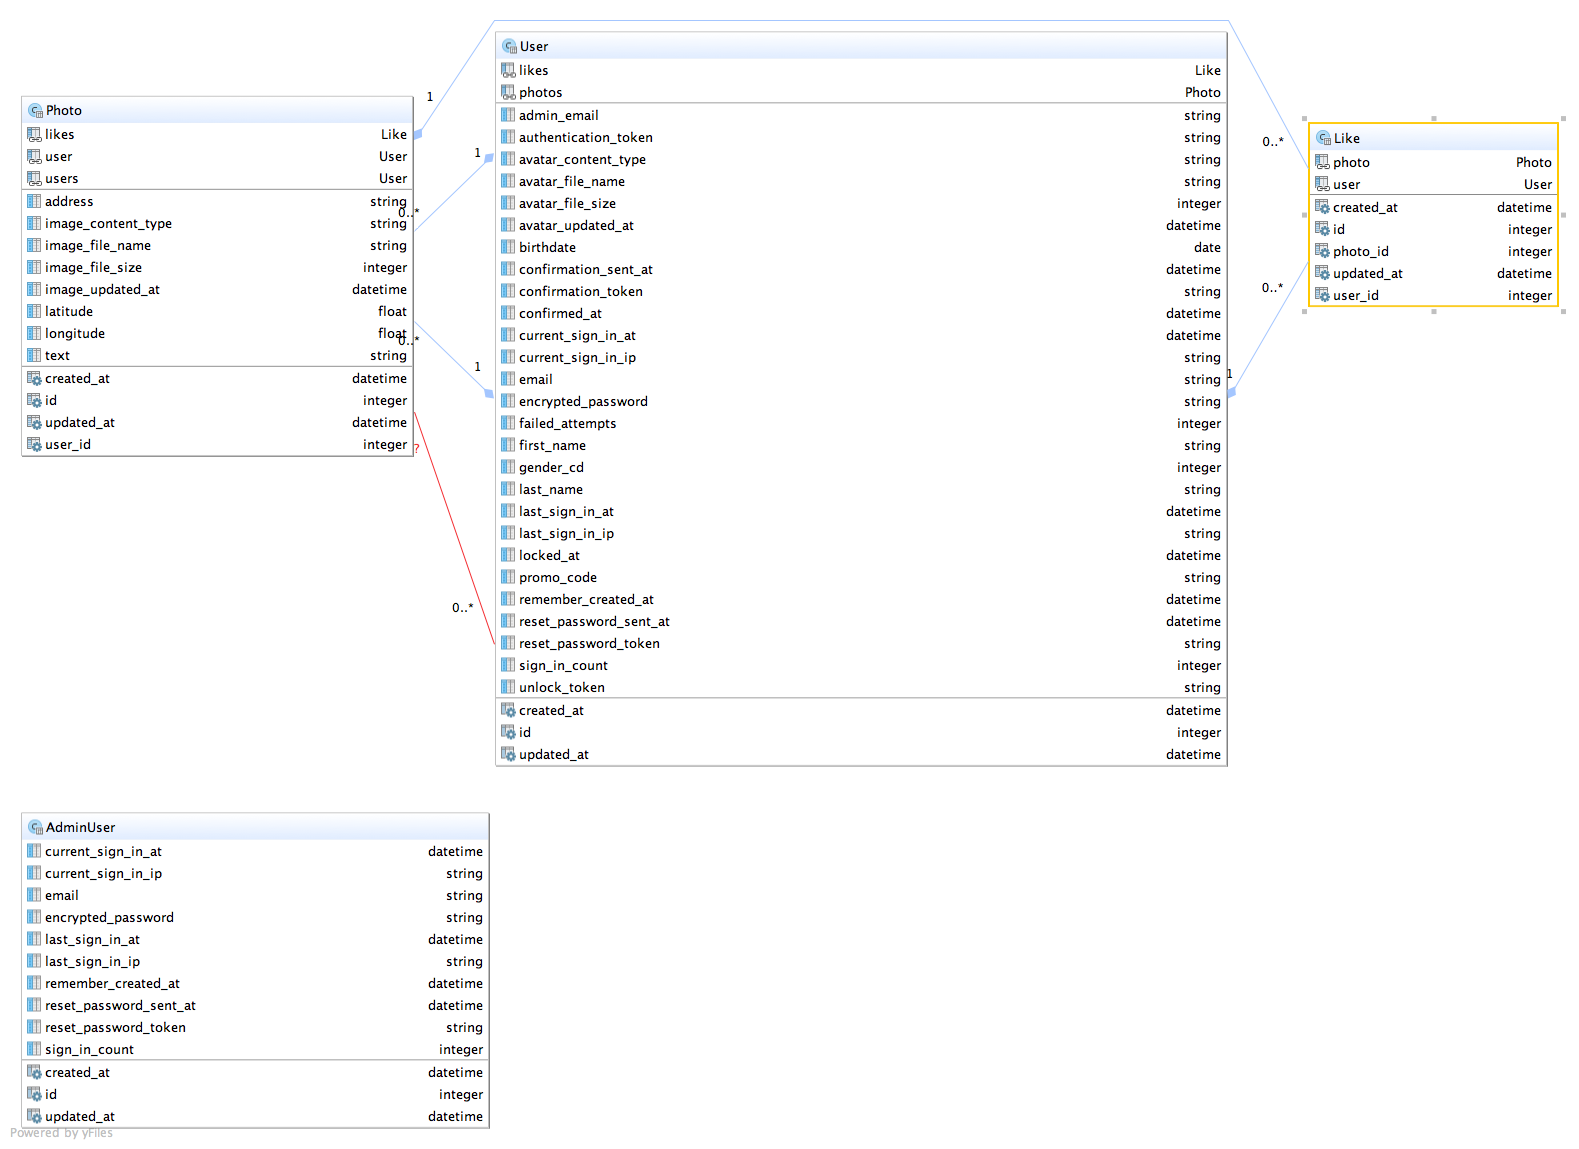 Photo
likes Like
user User
users User
address string
image_content_type string
image_file_name string
image_file_size integer
image_updated_at datetime
latitude float
longitude float
text string
created_at datetime
id integer
updated_at datetime
user_id integer
1
1
0..*
0..*
1
?
0..*
User
likes Like
photos Photo
admin_email string
authentication_token string
avatar_content_type string
avatar_file_name string
avatar_file_size integer
avatar_updated_at datetime
birthdate date
confirmation_sent_at datetime
confirmation_token string
confirmed_at datetime
current_sign_in_at datetime
current_sign_in_ip string
email string
encrypted_password string
failed_attempts integer
first_name string
gender_cd integer
last_name string
last_sign_in_at datetime
last_sign_in_ip string
locked_at datetime
promo_code string
remember_created_at datetime
reset_password_sent_at datetime
reset_password_token string
sign_in_count integer
unlock_token string
created_at datetime
id integer
updated_at datetime
0..*
0..*
1
Like
photo Photo
user User
created_at datetime
id integer
photo_id integer
updated_at datetime
user_id integer
AdminUser
current_sign_in_at datetime
current_sign_in_ip string
email string
encrypted_password string
last_sign_in_at datetime
last_sign_in_ip string
remember_created_at datetime
reset_password_sent_at datetime
reset_password_token string
sign_in_count integer
created_at datetime
id integer
updated_at datetime
Powered by yFiles